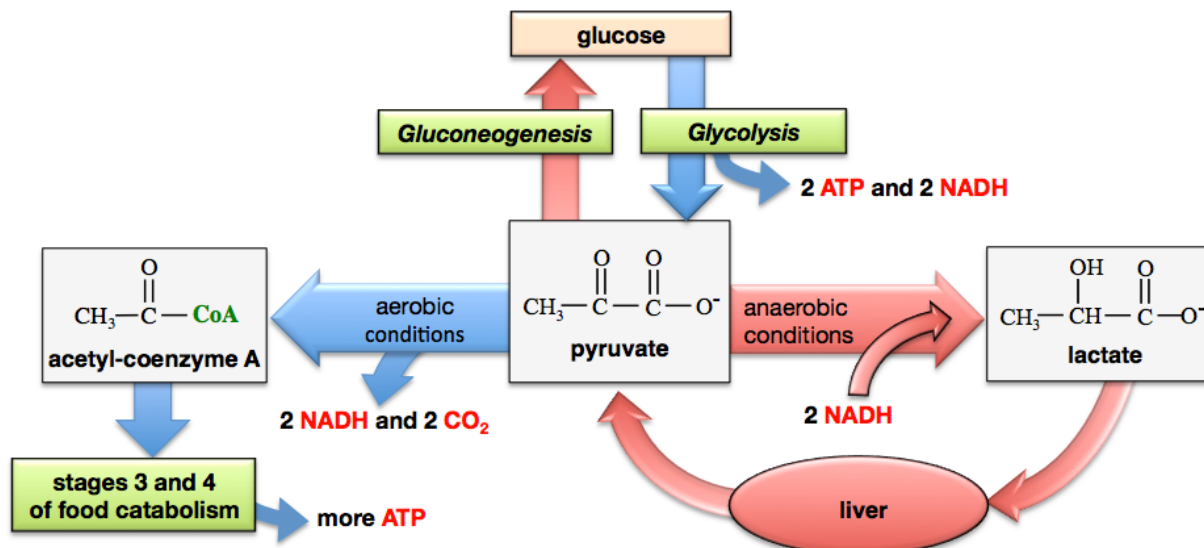 glucose
Gluconeogenesis
Glycolysis
2 ATP and 2 NADH
O
CH₃—C—CoA
acetyl-coenzyme A
aerobic
conditions
O O
CH₃—C—C—O⁻
pyruvate
anaerobic
conditions
OH O
CH₃—CH—C—O⁻
lactate
2 NADH and 2 CO₂
2 NADH
stages 3 and 4
of food catabolism
more ATP
liver